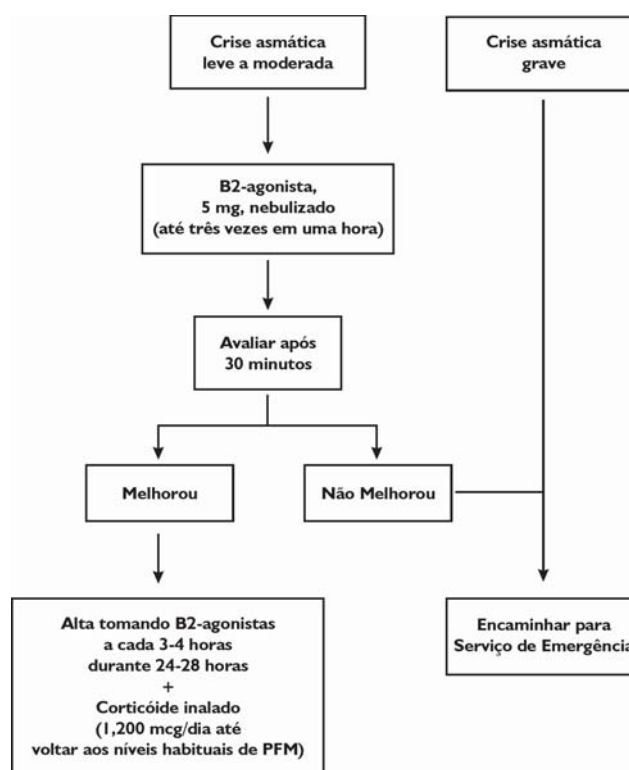 Crise asmática
leve a moderada
Crise asmática
grave
B2-agonista,
5 mg, nebulizado
(até três vezes em uma hora)
Avaliar após
30 minutos
Melhorou
Não Melhorou
Alta tomando B2-agonistas
a cada 3-4 horas
durante 24-28 horas
+
Corticóide inalado
(1,200 mcg/dia até
voltar aos níveis habituais de PFM)
Encaminhar para
Serviço de Emergência